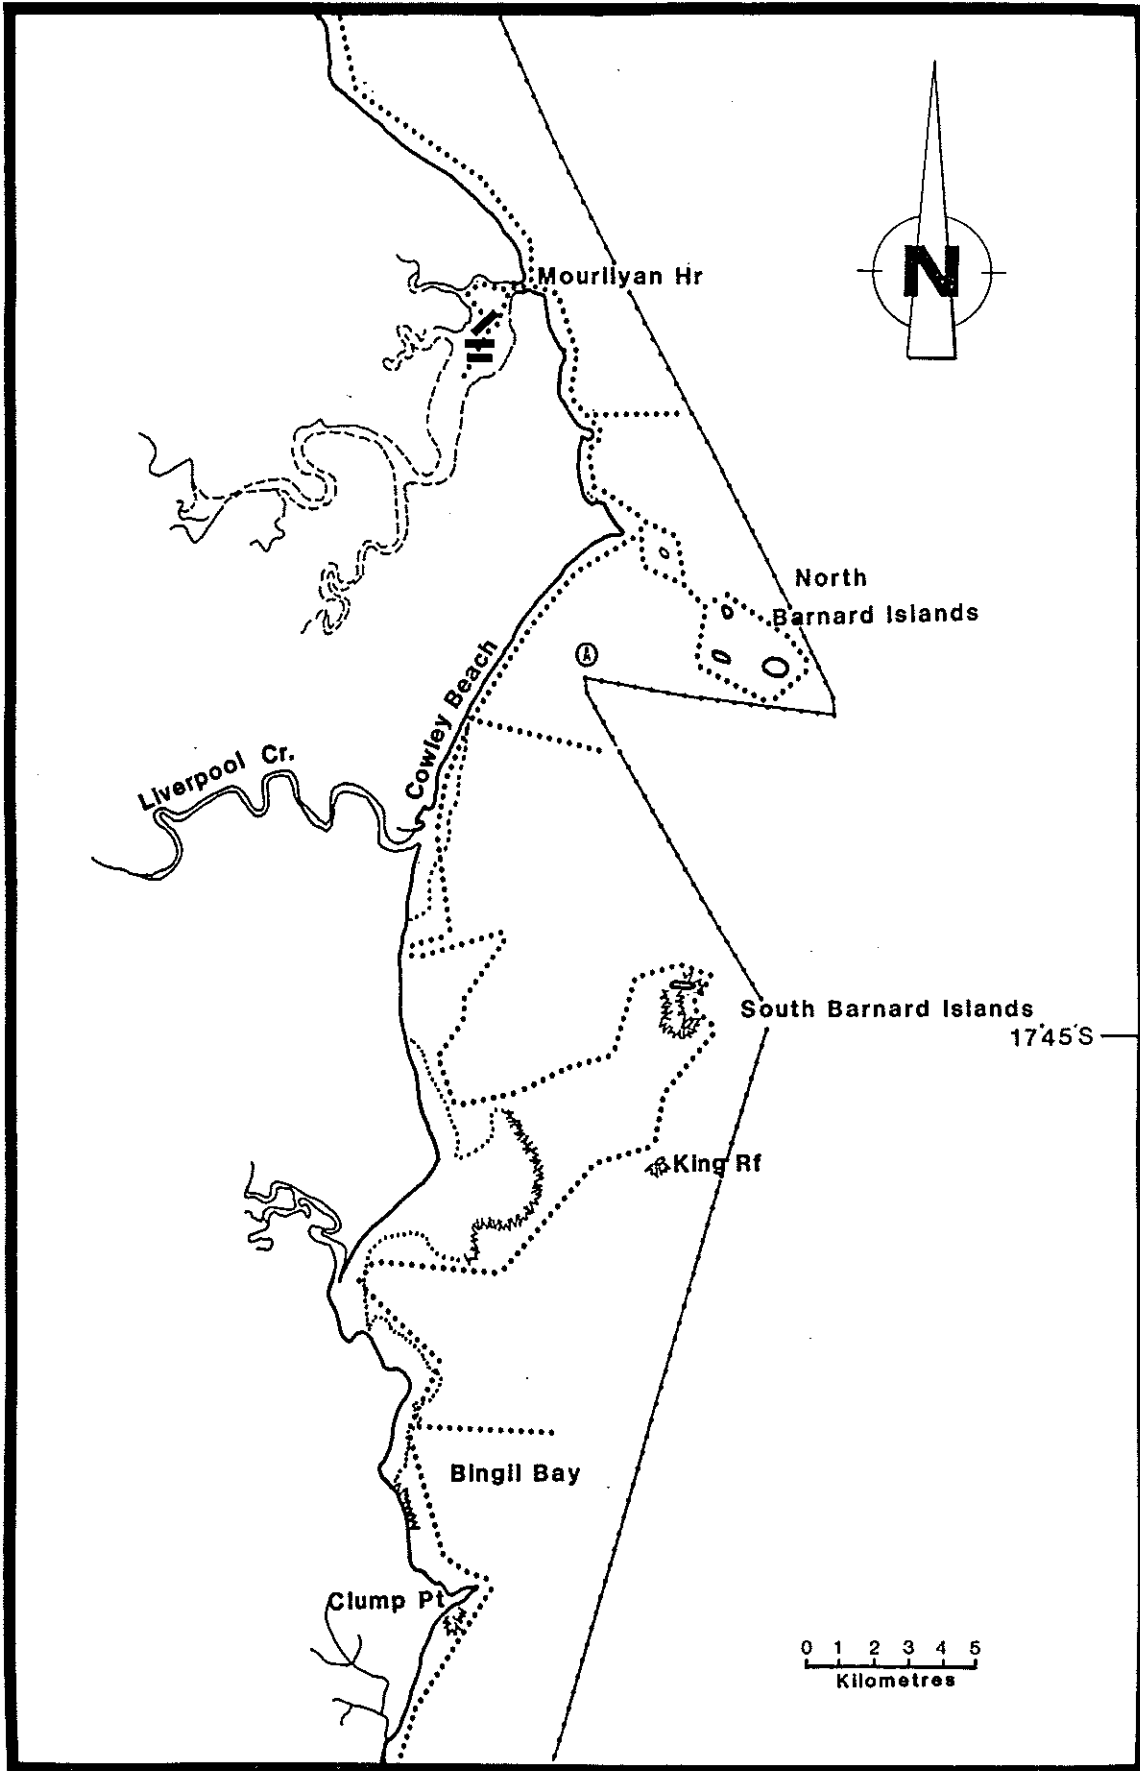 N
Mourilyan Hr
North
Barnard Islands
A
Cowley Beach
Liverpool Cr.
South Barnard Islands
17°45'S
King Rf
Bingil Bay
Clump Pt
0 1 2 3 4 5
Kilometres